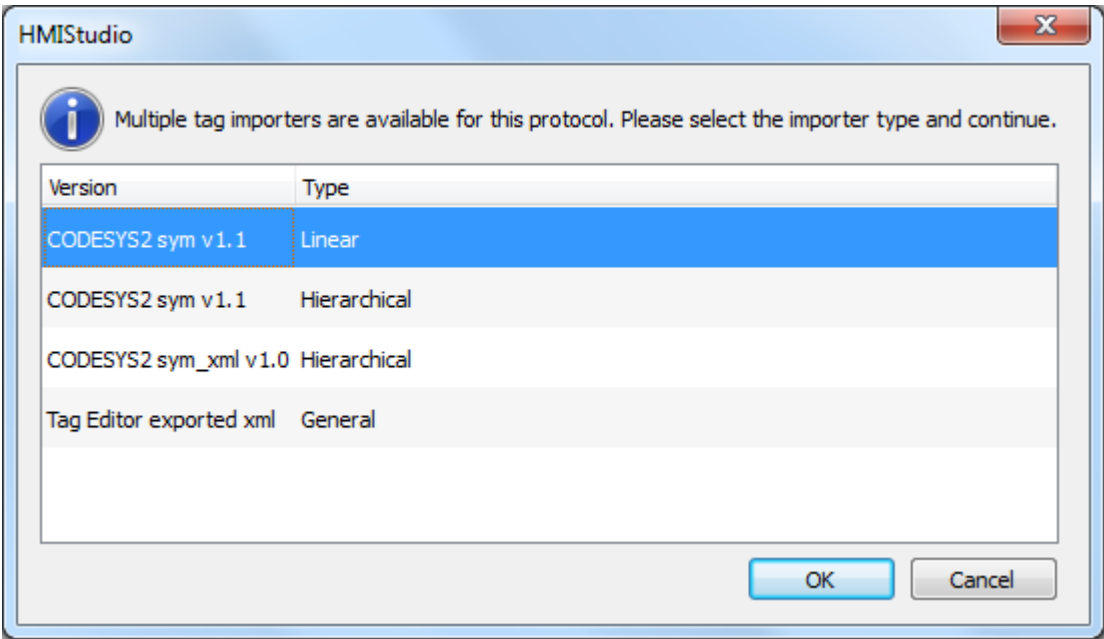 HMIStudio
Multiple tag importers are available for this protocol. Please select the importer type and continue.
Version Type
CODESYS2 sym v1.1 Linear
CODESYS2 sym v1.1 Hierarchical
CODESYS2 sym_xml v1.0 Hierarchical
Tag Editor exported xml General
OK Cancel